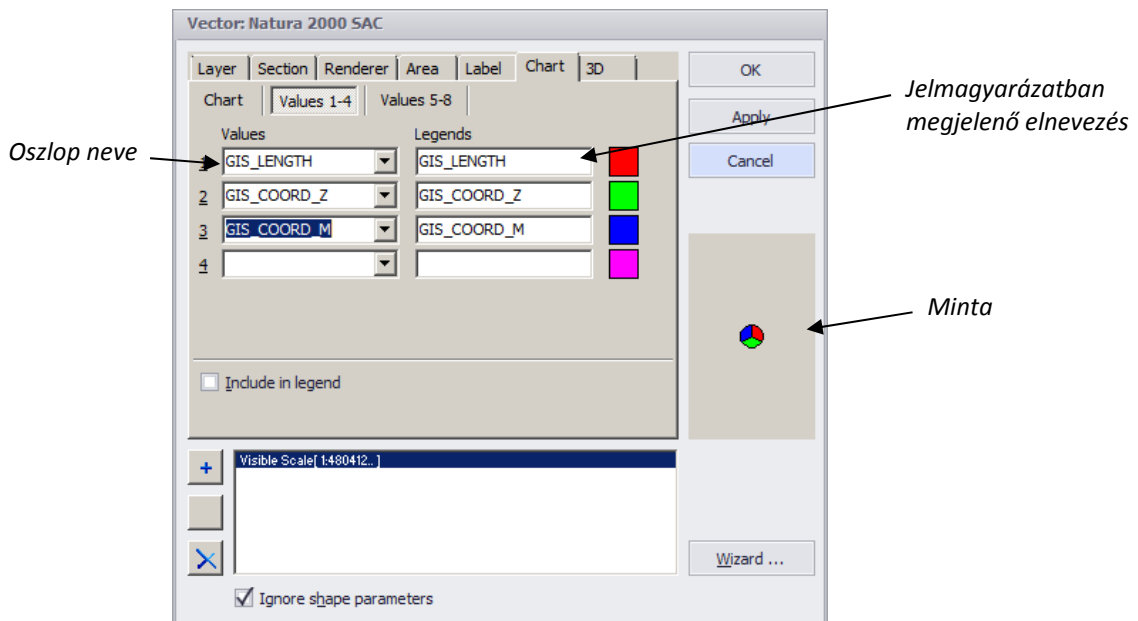 Vector: Natura 2000 SAC
Layer Section Renderer Area Label Chart 3D
Chart Values 1-4 Values 5-8
Values Legends
1 GIS_LENGTH GIS_LENGTH
2 GIS_COORD_Z GIS_COORD_Z
3 GIS_COORD_M GIS_COORD_M
4
Include in legend
Visible Scale[ 1:480412.. ]
Ignore shape parameters
OK
Apply
Cancel
Wizard ...
Oszlop neve
Jelmagyarázatban
megjelenő elnevezés
Minta